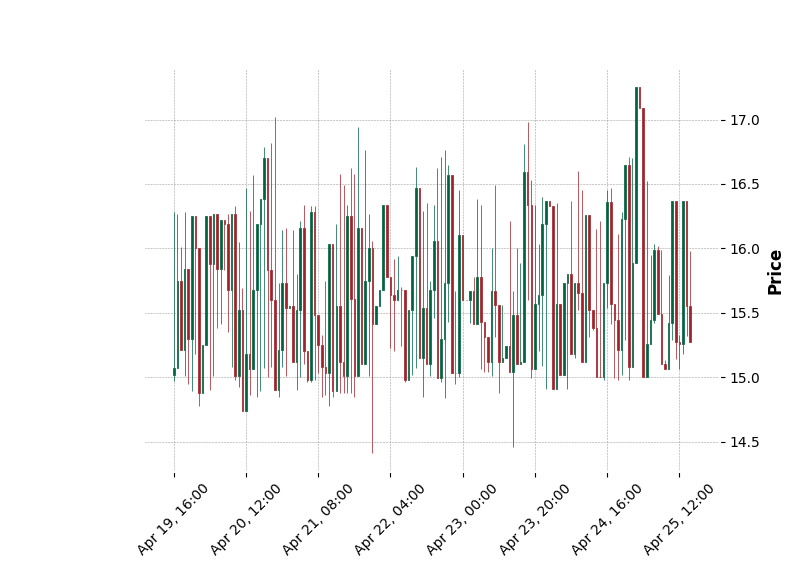 17.0
16.5
16.0
15.5
15.0
14.5
Price
Apr 19, 16:00
Apr 20, 12:00
Apr 21, 08:00
Apr 22, 04:00
Apr 23, 00:00
Apr 23, 20:00
Apr 24, 16:00
Apr 25, 12:00